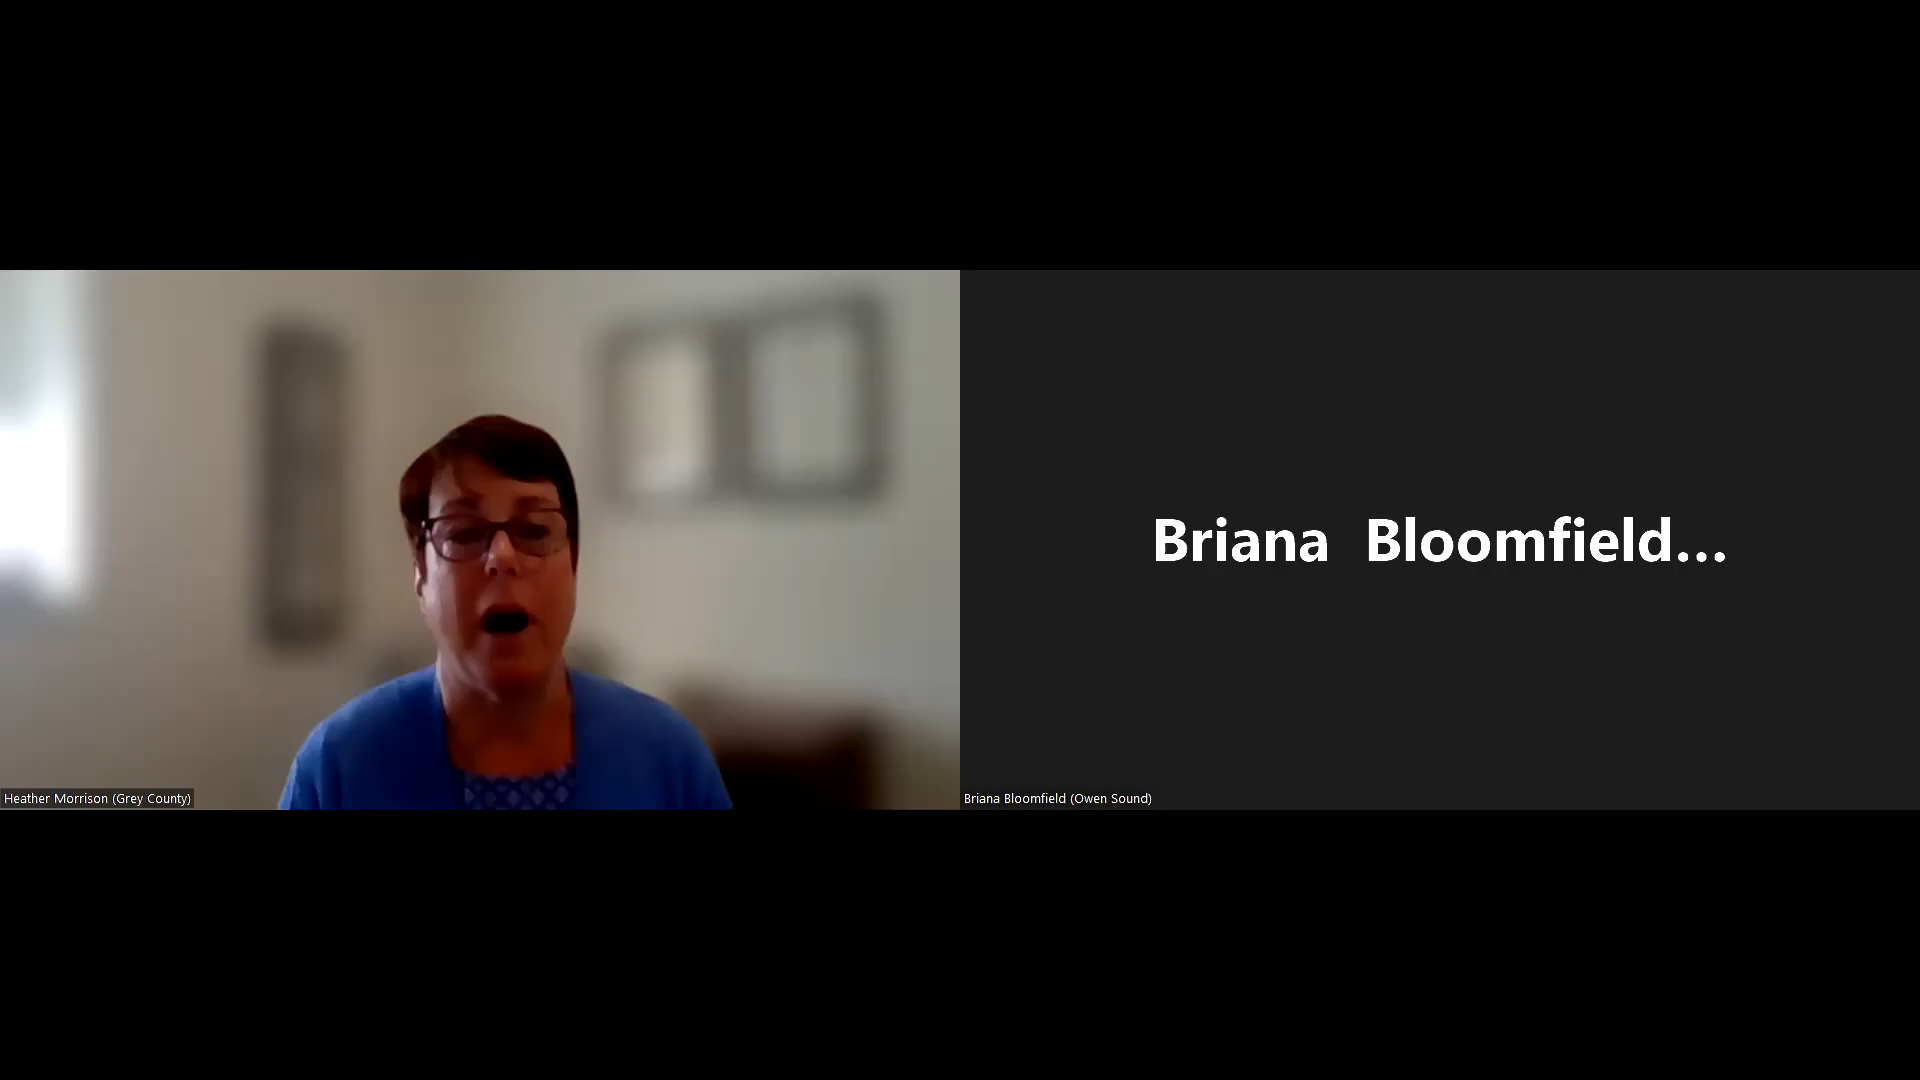 Briana Bloomfield...
Heather Morrison (Grey County)
Briana Bloomfield (Owen Sound)